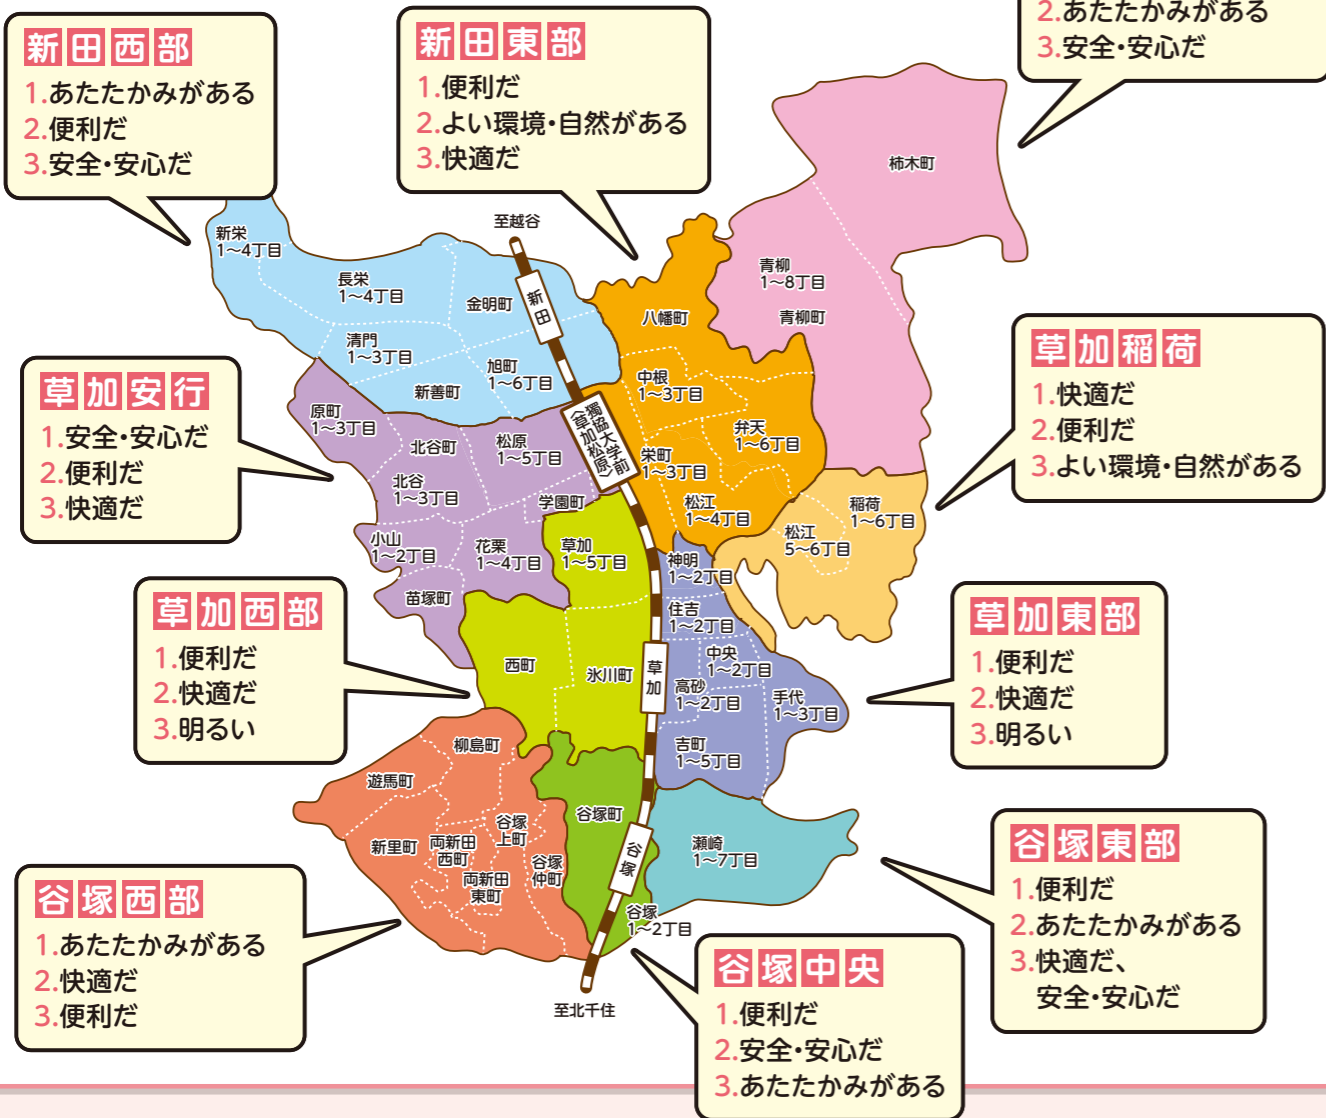 2.あたたかみがある
3.安全・安心だ
新田西部
1.あたたかみがある
2.便利だ
3.安全・安心だ
新田東部
1.便利だ
2.よい環境・自然がある
3.快適だ
柿木町
至越谷
新栄
1～4丁目
長栄
1～4丁目
金明町
新田
青柳
1～8丁目
青柳町
八幡町
清門
1～3丁目
旭町
1～6丁目
新善町
中根
1～3丁目
草加稲荷
1.快適だ
2.便利だ
3.よい環境・自然がある
草加安行
1.安全・安心だ
2.便利だ
3.快適だ
原町
1～3丁目
北谷町
松原
1～5丁目
獨協大学前
〈草加松原〉
弁天
1～6丁目
栄町
1～3丁目
北谷
1～3丁目
学園町
松江
1～4丁目
稲荷
1～6丁目
松江
5～6丁目
小山
1～2丁目
花栗
1～4丁目
草加
1～5丁目
神明
1～2丁目
苗塚町
住吉
1～2丁目
草加西部
1.便利だ
2.快適だ
3.明るい
草加東部
1.便利だ
2.快適だ
3.明るい
西町
氷川町
草加
中央
1～2丁目
高砂
1～2丁目
手代
1～3丁目
吉町
1～5丁目
柳島町
遊馬町
新里町
両新田
西町
谷塚
上町
両新田
東町
谷塚
仲町
谷塚町
谷塚
瀬崎
1～7丁目
谷塚
1～2丁目
谷塚東部
1.便利だ
2.あたたかみがある
3.快適だ、
安全・安心だ
谷塚西部
1.あたたかみがある
2.快適だ
3.便利だ
谷塚中央
1.便利だ
2.安全・安心だ
3.あたたかみがある
至北千住